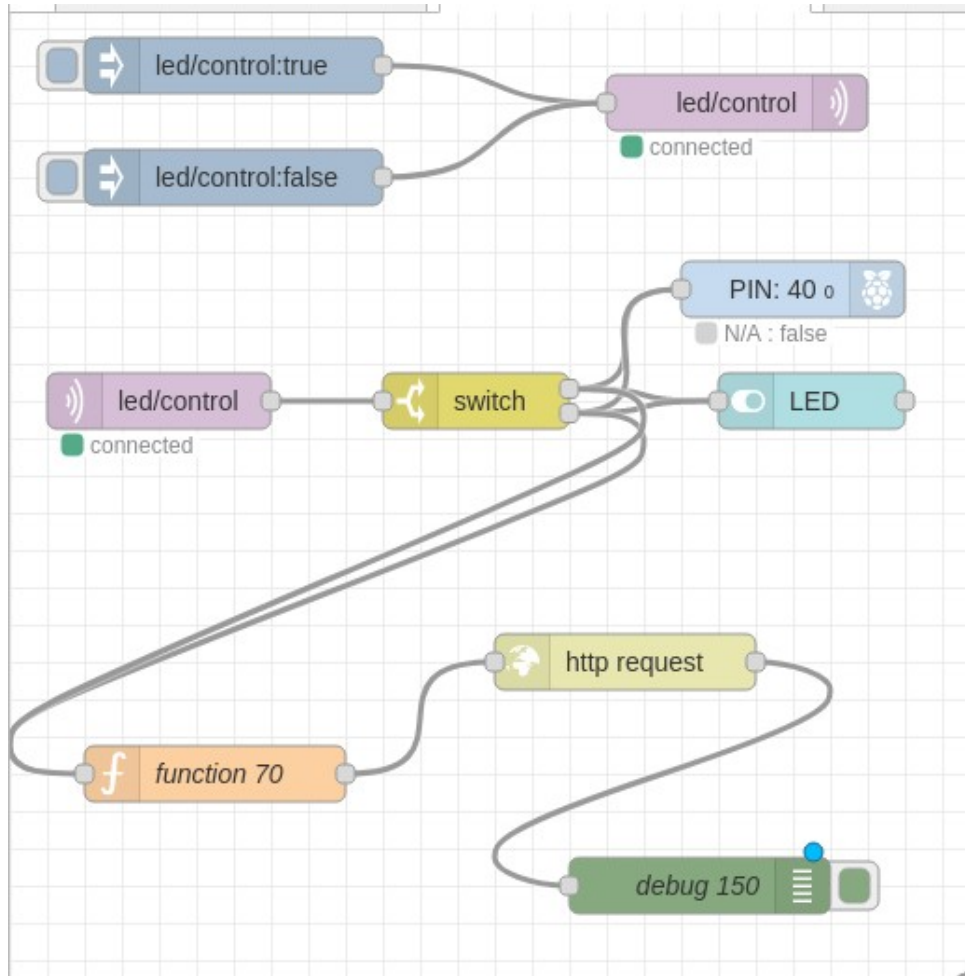 led/control:true
led/control
connected
led/control:false
PIN: 40 0
N/A : false
led/control
connected
switch
LED
http request
function 70
debug 150